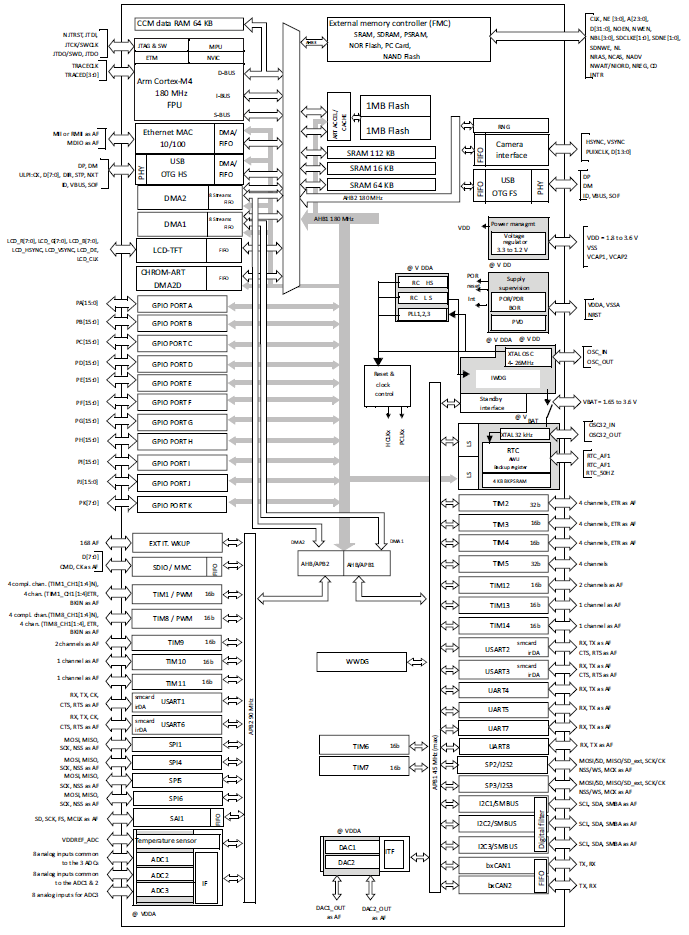 CCM data RAM 64 KB
External memory controller (FMC)
SRAM, SDRAM, PSRAM,
NOR Flash, PC Card,
NAND Flash
AHB3
CLK, NE [3:0], A[23:0],
D[31:0], NOEN, NWEN,
NBL[3:0], SDCLKE[1:0], SDNE[1:0],
SDNWE, NL
NRAS, NCAS, NADV
NWAIT/NIORD, NREG, CD
INTR
NJTRST, JTDI,
JTCK/SWCLK
JTDO/SWD, JTDO
TRACECLK
TRACED[3:0]
JTAG & SW
MPU
ETM
NVIC
Arm Cortex-M4
180 MHz
FPU
D-BUS
I-BUS
S-BUS
ART ACCEL/
CACHE
1MB Flash
1MB Flash
SRAM 112 KB
SRAM 16 KB
SRAM 64 KB
AHB2 180 MHz
AHB1 180 MHz
MII or RMII as AF
MDIO as AF
Ethernet MAC
10/100
DMA/
FIFO
DP, DM
ULPI:CK, D[7:0], DIR, STP, NXT
ID, VBUS, SOF
PHY
USB
OTG HS
DMA/
FIFO
DMA2
8 Streams
FIFO
DMA1
8 Streams
FIFO
LCD_R[7:0], LCD_G[7:0], LCD_B[7:0],
LCD_HSYNC, LCD_VSYNC, LCD_DE,
LCD_CLK
LCD-TFT
FIFO
CHROM-ART
DMA2D
FIFO
RNG
FIFO
Camera
interface
HSYNC, VSYNC
PUIXCLK, D[13:0]
FIFO
USB
OTG FS
PHY
DP
DM
ID, VBUS, SOF
VDD
Power managmt
Voltage
regulator
3.3 to 1.2 V
VDD = 1.8 to 3.6 V
VSS
VCAP1, VCAP2
@ VDD
@ VDDA
RC HS
RC LS
PLL1,2,3
POR
reset
Int
Supply
supervision
POR/PDR
BOR
PVD
VDDA, VSSA
NRST
@ VDDA
@ VDD
XTAL OSC
4- 26MHz
OSC_IN
OSC_OUT
IWDG
Standby
interface
VBAT = 1.65 to 3.6 V
@ V
BAT
Reset &
clock
control
HCLKx
PCLKx
LS
LS
XTAL 32 kHz
RTC
AWU
Backup register
4 KB BKPSRAM
OSC32_IN
OSC32_OUT
RTC_AF1
RTC_AF1
RTC_50HZ
PA[15:0]
GPIO PORT A
PB[15:0]
GPIO PORT B
PC[15:0]
GPIO PORT C
PD[15:0]
GPIO PORT D
PE[15:0]
GPIO PORT E
PF[15:0]
GPIO PORT F
PG[15:0]
GPIO PORT G
PH[15:0]
GPIO PORT H
PI[15:0]
GPIO PORT I
PJ[15:0]
GPIO PORT J
PK[7:0]
GPIO PORT K
DMA2
DMA1
AHB/APB2
AHB/APB1
168 AF
EXT IT. WKUP
D[7:0]
CMD, CK as AF
SDIO / MMC
FIFO
4 compl. chan. (TIM1_CH1[1:4]N),
4 chan. (TIM1_CH1[1:4]ETR,
BKIN as AF
TIM1 / PWM
16b
4 compl. chan. (TIM8_CH1[1:4]N),
4 chan. (TIM8_CH1[1:4], ETR,
BKIN as AF
TIM8 / PWM
16b
2 channels as AF
TIM9
16b
1 channel as AF
TIM10
16b
1 channel as AF
TIM11
16b
RX, TX, CK,
CTS, RTS as AF
smcard
irDA
USART1
RX, TX, CK,
CTS, RTS as AF
smcard
irDA
USART6
MOSI, MISO,
SCK, NSS as AF
SPI1
MOSI, MISO,
SCK, NSS as AF
SPI4
MOSI, MISO,
SCK, NSS as AF
SPI5
MOSI, MISO,
SCK, NSS as AF
SPI6
SD, SCK, FS, MCLK as AF
SAI1
FIFO
VDDREF_ADC
Temperature sensor
8 analog inputs common
to the 3 ADCs
ADC1
8 analog inputs common
to the ADC1 & 2
ADC2
8 analog inputs for ADC3
ADC3
IF
@ VDDA
APB2 90 MHz
WWDG
TIM6
16b
TIM7
16b
@ VDDA
DAC1
DAC2
ITF
DAC1_OUT
as AF
DAC2_OUT
as AF
APB1 45 MHz (max)
TIM2
32b
4 channels, ETR as AF
TIM3
16b
4 channels, ETR as AF
TIM4
16b
4 channels, ETR as AF
TIM5
32b
4 channels
TIM12
16b
2 channels as AF
TIM13
16b
1 channel as AF
TIM14
16b
1 channel as AF
USART2
smcard
irDA
RX, TX as AF
CTS, RTS as AF
USART3
smcard
irDA
RX, TX as AF
CTS, RTS as AF
UART4
RX, TX as AF
UART5
RX, TX as AF
UART7
RX, TX as AF
UART8
RX, TX as AF
SP2/I2S2
MOSI/SD, MISO/SD_ext, SCK/CK
NSS/WS, MCK as AF
SP3/I2S3
MOSI/SD, MISO/SD_ext, SCK/CK
NSS/WS, MCK as AF
I2C1/SMBUS
SCL, SDA, SMBA as AF
I2C2/SMBUS
SCL, SDA, SMBA as AF
I2C3/SMBUS
SCL, SDA, SMBA as AF
Digital filter
bxCAN1
TX, RX
bxCAN2
TX, RX
FIFO